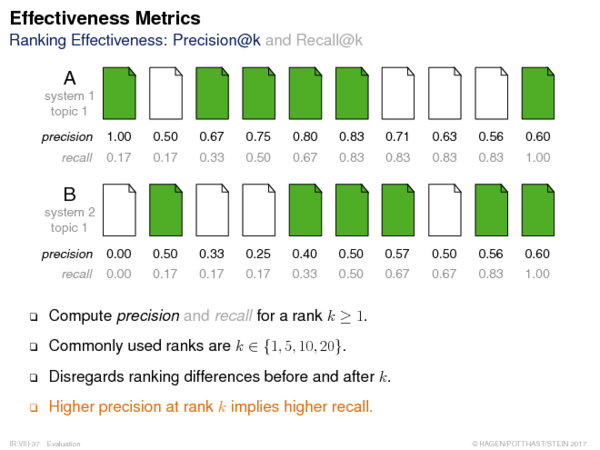 Effectiveness Metrics
Ranking Effectiveness: Precision@k and Recall@k
A
system 1
topic 1
precision 1.00 0.50 0.67 0.75 0.80 0.83 0.71 0.63 0.56 0.60
recall 0.17 0.17 0.33 0.50 0.67 0.83 0.83 0.83 0.83 1.00
B
system 2
topic 1
precision 0.00 0.50 0.33 0.25 0.40 0.50 0.57 0.50 0.56 0.60
recall 0.00 0.17 0.17 0.17 0.33 0.50 0.67 0.67 0.83 1.00
❑ Compute precision and recall for a rank k ≥ 1.
❑ Commonly used ranks are k ∈ {1, 5, 10, 20}.
❑ Disregards ranking differences before and after k.
❑ Higher precision at rank k implies higher recall.
IR:VIII-37 Evaluation © HAGEN/POTTHAST/STEIN 2017